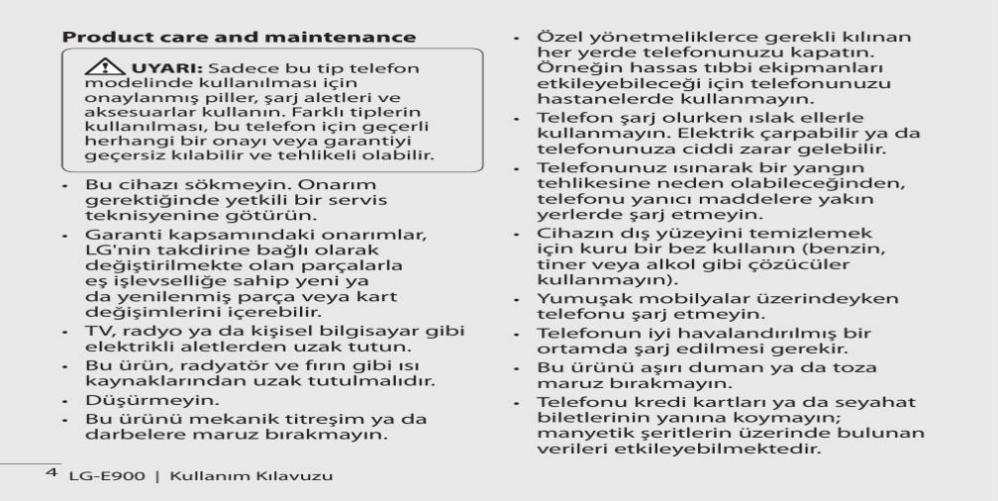 Product care and maintenance
UYARI: Sadece bu tip telefon
modelinde kullanılması için
onaylanmış piller, şarj aletleri ve
aksesuarlar kullanın. Farklı tiplerin
kullanılması, bu telefon için geçerli
herhangi bir onayı veya garantiyi
geçersiz kılabilir ve tehlikeli olabilir.
• Bu cihazı sökmeyin. Onarım
gerektiğinde yetkili bir servis
teknisyenine götürün.
• Garanti kapsamındaki onarımlar,
LG'nin takdirine bağlı olarak
değiştirilmekte olan parçalarla
eş işlevselliğe sahip yeni ya
da yenilenmiş parça veya kart
değişimlerini içerebilir.
• TV, radyo ya da kişisel bilgisayar gibi
elektrikli aletlerden uzak tutun.
• Bu ürün, radyatör ve fırın gibi ısı
kaynaklarından uzak tutulmalıdır.
• Düşürmeyin.
• Bu ürünü mekanik titreşim ya da
darbelere maruz bırakmayın.
• Özel yönetmeliklerce gerekli kılınan
her yerde telefonunuzu kapatın.
Örneğin hassas tıbbi ekipmanları
etkileyebileceği için telefonunuzu
hastanelerde kullanmayın.
• Telefon şarj olurken ıslak ellerle
kullanmayın. Elektrik çarpabilir ya da
telefonunuza ciddi zarar gelebilir.
• Telefonunuz ısınarak bir yangın
tehlikesine neden olabileceğinden,
telefonu yanıcı maddelere yakın
yerlerde şarj etmeyin.
• Cihazın dış yüzeyini temizlemek
için kuru bir bez kullanın (benzin,
tiner veya alkol gibi çözücüler
kullanmayın).
• Yumuşak mobilyalar üzerindeyken
telefonu şarj etmeyin.
• Telefonun iyi havalandırılmış bir
ortamda şarj edilmesi gerekir.
• Bu ürünü aşırı duman ya da toza
maruz bırakmayın.
• Telefonu kredi kartları ya da seyahat
biletlerinin yanına koymayın;
manyetik şeritlerin üzerinde bulunan
verileri etkileyebilmektedir.
4 LG-E900 | Kullanım Kılavuzu